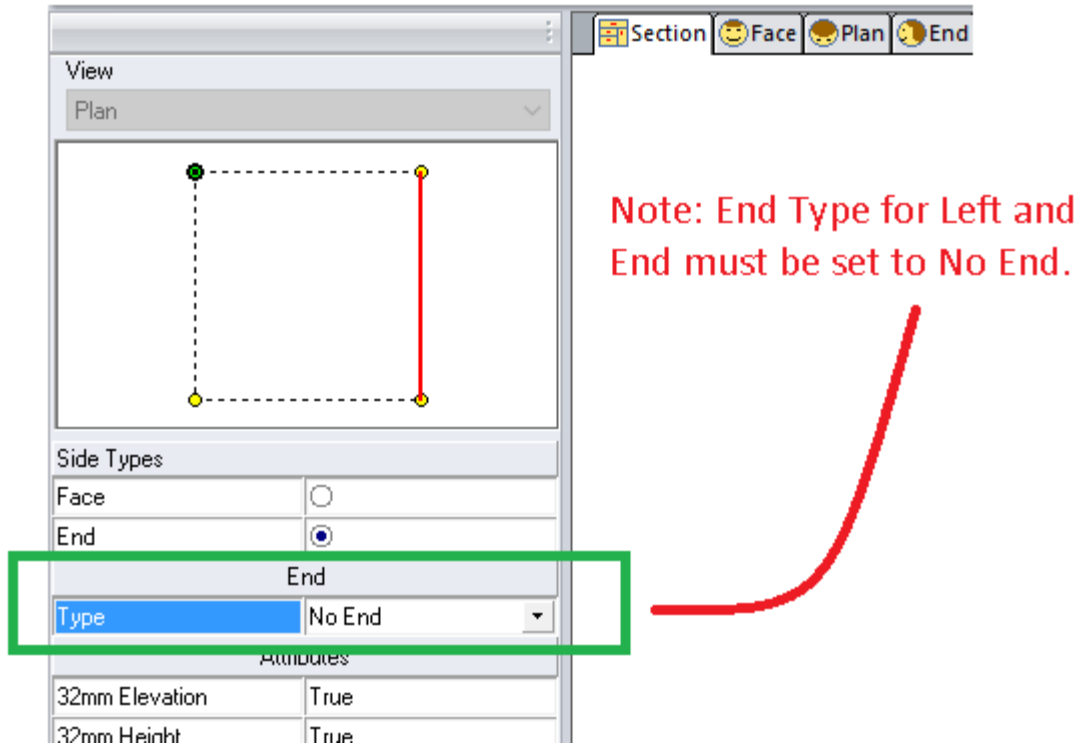 Section Face Plan End
View
Plan
Note: End Type for Left and
End must be set to No End.
Side Types
Face
End
End
Type No End
Attributes
32mm Elevation True
32mm Height True